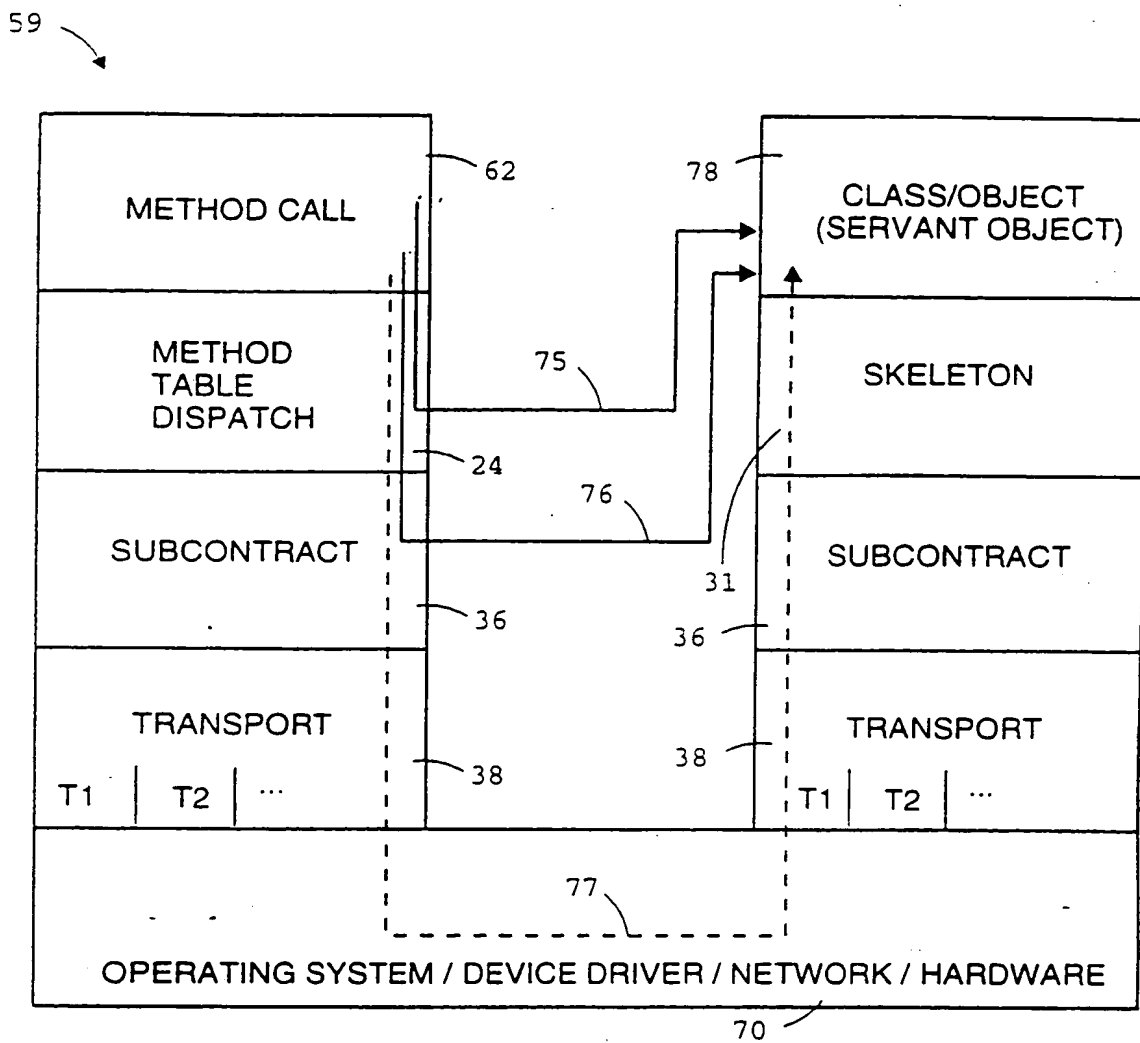 59
62
METHOD CALL
78
CLASS/OBJECT
(SERVANT OBJECT)
METHOD
TABLE
DISPATCH
75
SKELETON
24
76
31
SUBCONTRACT
SUBCONTRACT
36
36
TRANSPORT
TRANSPORT
38
38
T1
T2
...
T1
T2
...
77
OPERATING SYSTEM / DEVICE DRIVER / NETWORK / HARDWARE
70